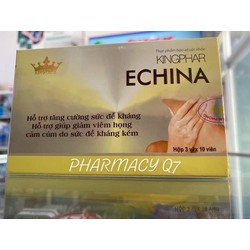 Thực phẩm bảo vệ sức khỏe
KINGPHAR
ECHINA
Hỗ trợ tăng cường sức đề kháng
Hỗ trợ giúp giảm viêm họng
cảm cúm do sức đề kháng kém
Hộp 3 vỉ x 10 viên
PHARMACY Q7